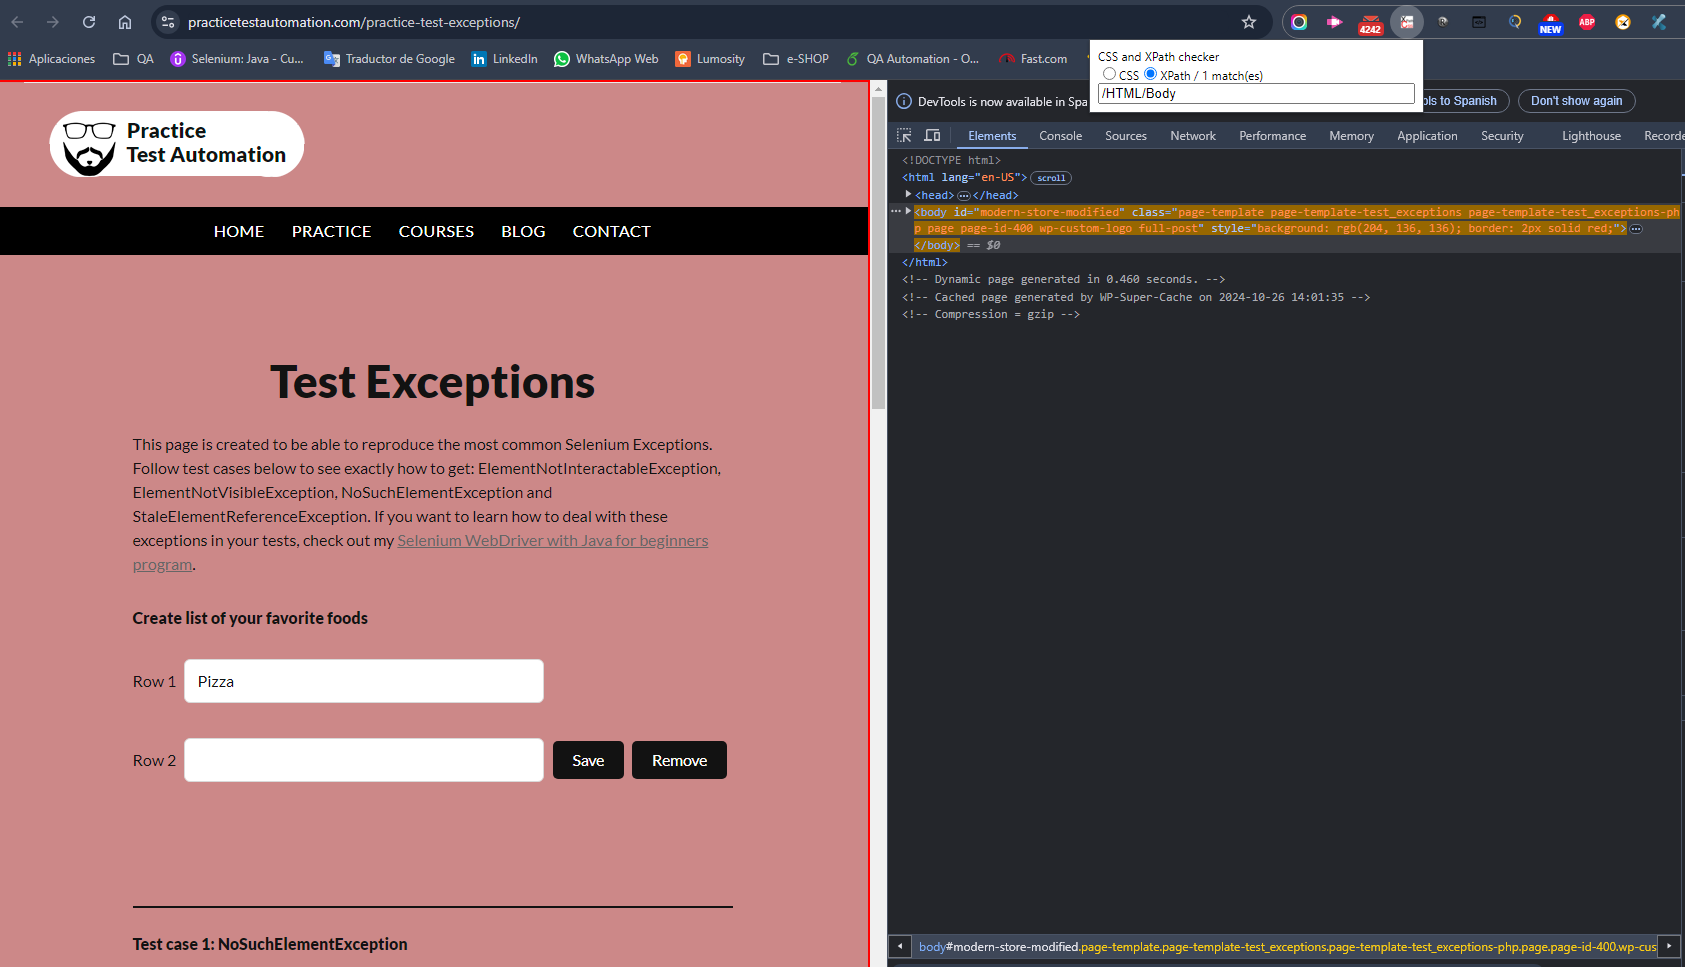 practicetestautomation.com/practice-test-exceptions/
4242
NEW
ABP
Aplicaciones
QA
Selenium: Java - Cu...
Traductor de Google
LinkedIn
WhatsApp Web
Lumosity
e-SHOP
QA Automation - O...
Fast.com
CSS and XPath checker
CSS XPath / 1 match(es)
/HTML/Body
DevTools is now available in Spa
ols to Spanish
Don't show again
Elements
Console
Sources
Network
Performance
Memory
Application
Security
Lighthouse
Recorde
<!DOCTYPE html>
<html lang="en-US"> scroll
<head> ••• </head>
<body id="modern-store-modified" class="page-template page-template-test_exceptions page-template-test_exceptions-ph
p page page-id-400 wp-custom-logo full-post" style="background: rgb(204, 136, 136); border: 2px solid red;"> •••
</body> == $0
</html>
<!-- Dynamic page generated in 0.460 seconds. -->
<!-- Cached page generated by WP-Super-Cache on 2024-10-26 14:01:35 -->
<!-- Compression = gzip -->
body#modern-store-modified.page-template.page-template-test_exceptions.page-template-test_exceptions-php.page.page-id-400.wp-cus
Practice
Test Automation
HOME
PRACTICE
COURSES
BLOG
CONTACT
Test Exceptions
This page is created to be able to reproduce the most common Selenium Exceptions.
Follow test cases below to see exactly how to get: ElementNotInteractableException,
ElementNotVisibleException, NoSuchElementException and
StaleElementReferenceException. If you want to learn how to deal with these
exceptions in your tests, check out my Selenium WebDriver with Java for beginners
program.
Create list of your favorite foods
Row 1 Pizza
Row 2 Save Remove
Test case 1: NoSuchElementException